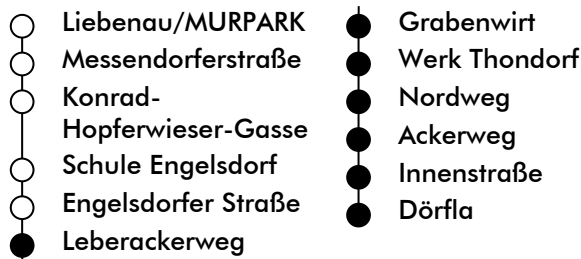 Liebenau/MURPARK
Messendorferstraße
Konrad-
Hopferwieser-Gasse
Schule Engelsdorf
Engelsdorfer Straße
Leberackerweg
Grabenwirt
Werk Thondorf
Nordweg
Ackerweg
Innenstraße
Dörfla